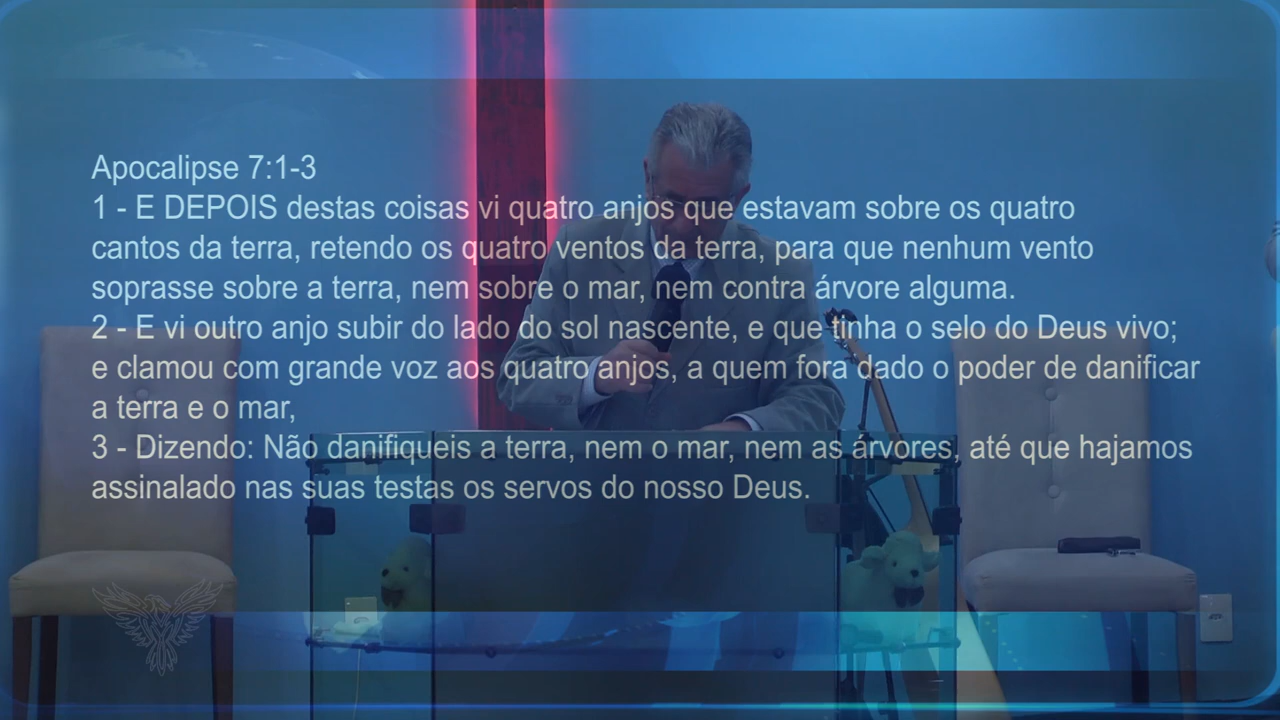 Apocalipse 7:1-3
1 - E DEPOIS destas coisas vi quatro anjos que estavam sobre os quatro
cantos da terra, retendo os quatro ventos da terra, para que nenhum vento
soprasse sobre a terra, nem sobre o mar, nem contra árvore alguma.
2 - E vi outro anjo subir do lado do sol nascente, e que tinha o selo do Deus vivo;
e clamou com grande voz aos quatro anjos, a quem fora dado o poder de danificar
a terra e o mar,
3 - Dizendo: Não danifiqueis a terra, nem o mar, nem as árvores, até que hajamos
assinalado nas suas testas os servos do nosso Deus.